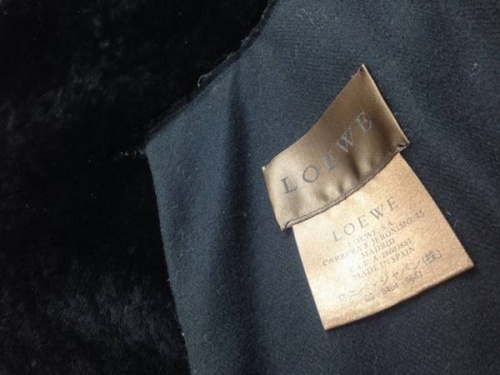 LOEWE
LOEWE
LOEWE, S.A.
CARRERA S. JERONIMO, 15
MADRID
MADE IN SPAIN